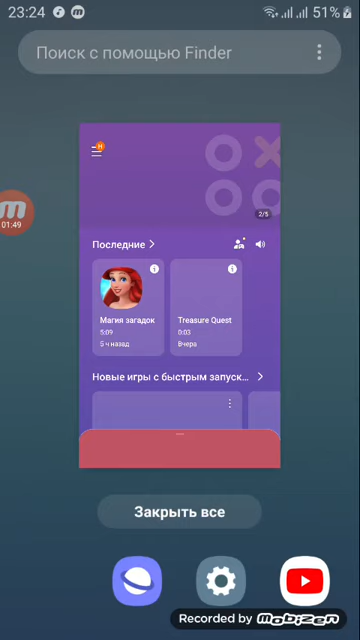 23:24
51%
Поиск с помощью Finder
H
2/5
01:49
Последние
Магия загадок
5:09
5 ч назад
Treasure Quest
0:03
Вчера
Новые игры с быстрым запуск...
Закрыть все
Recorded by Mobizen